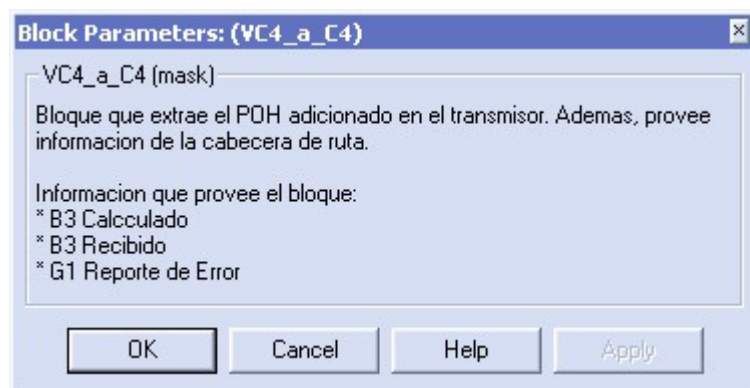 Block Parameters: (VC4_a_C4)
VC4_a_C4 (mask)
Bloque que extrae el POH adicionado en el transmisor. Ademas, provee
informacion de la cabecera de ruta.
Informacion que provee el bloque:
* B3 Calcculado
* B3 Recibido
* G1 Reporte de Error
OK Cancel Help Apply